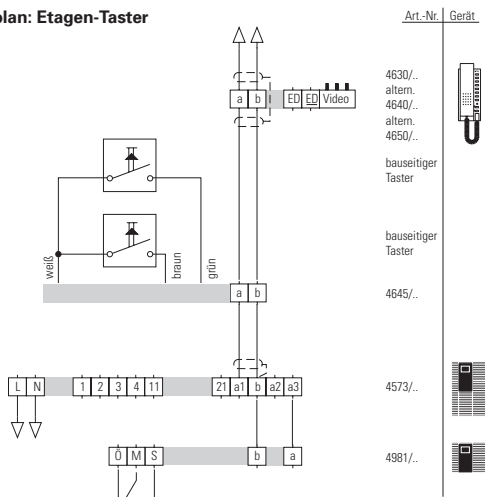 plan: Etagen-Taster
Art.-Nr. Gerät
a b ED ED Video
4630/..
altern.
4640/..
altern.
4650/..
bauseitiger
Taster
bauseitiger
Taster
weiß braun grün
a b
4645/..
L N 1 2 3 4 11 21 a1 b a2 a3
4573/..
Ö M S b a
4981/..